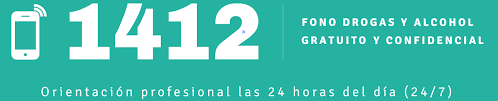 1412
FONO DROGAS Y ALCOHOL
GRATUITO Y CONFIDENCIAL
Orientación profesional las 24 horas del día (24/7)